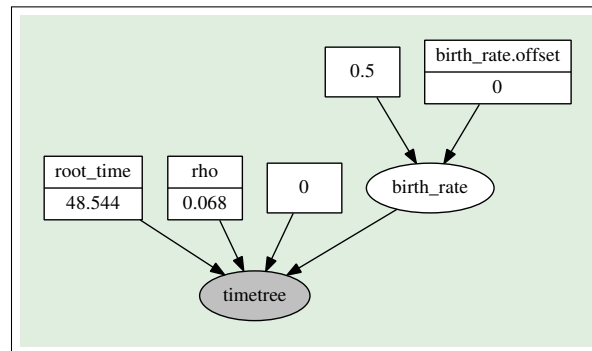 0.5
birth_rate.offset
0
root_time
48.544
rho
0.068
0
birth_rate
timetree